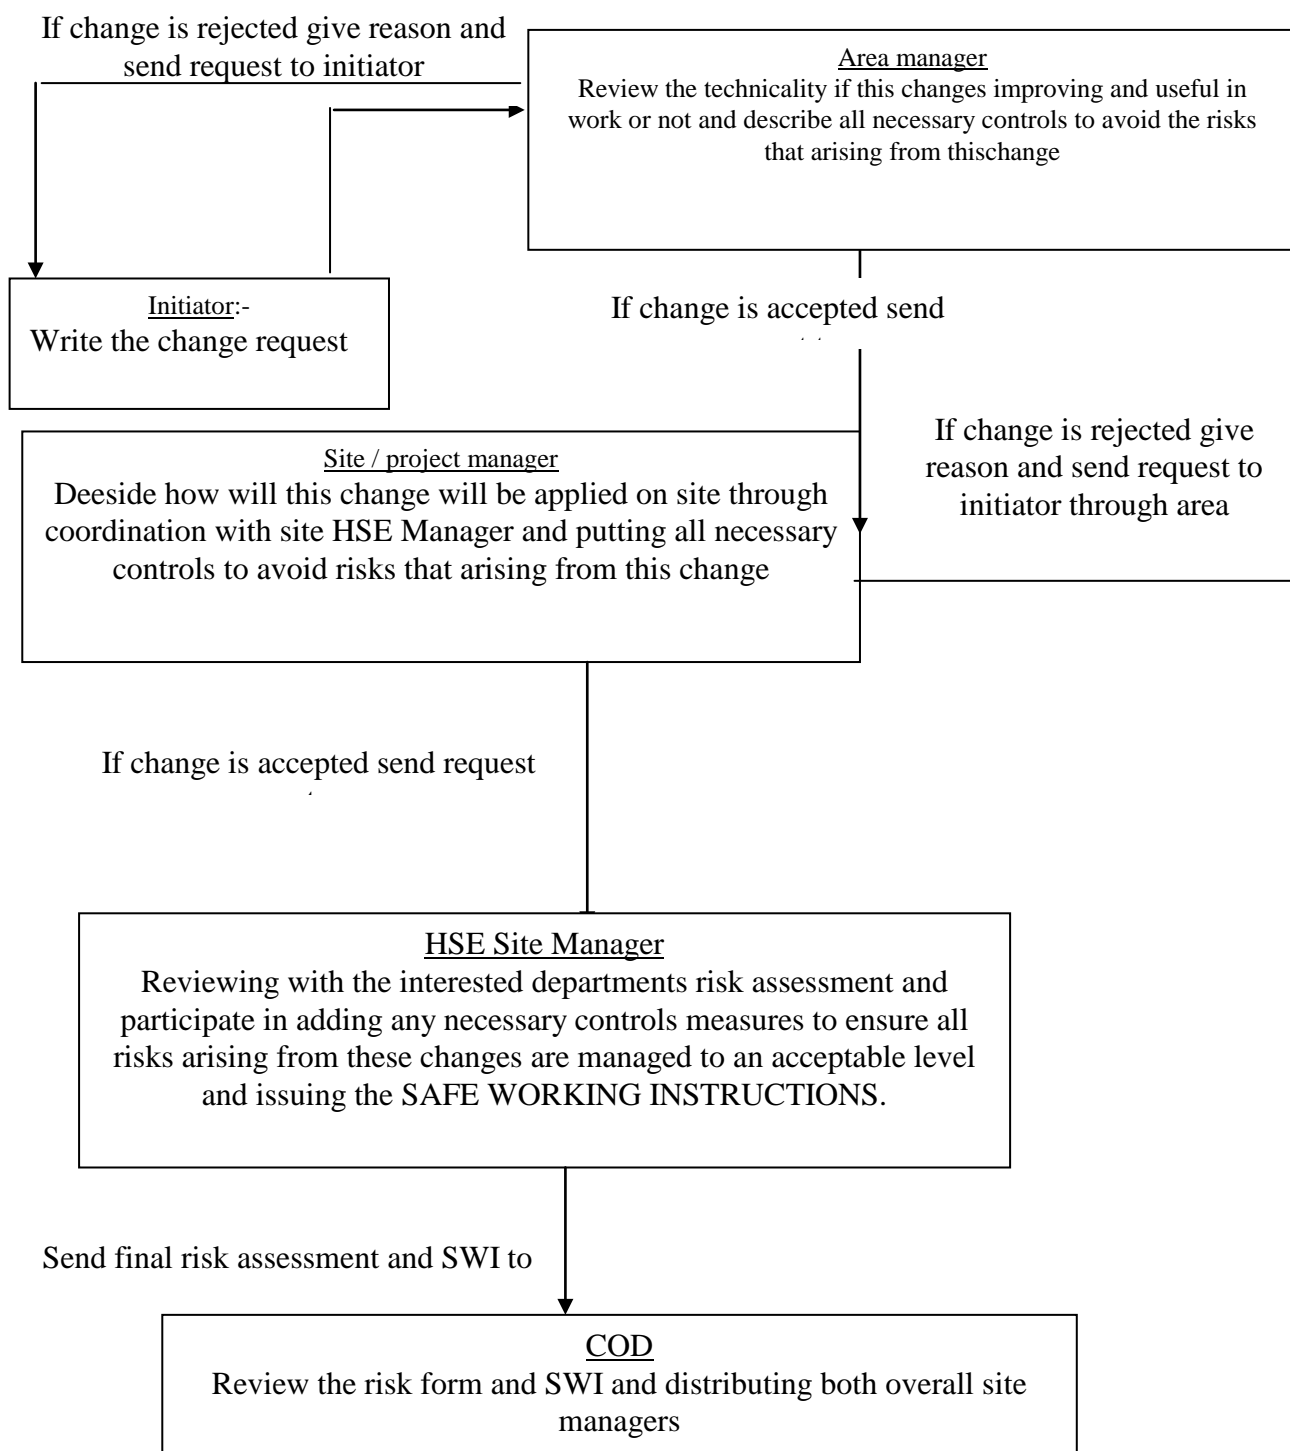 If change is rejected give reason and
send request to initiator
Area manager
Review the technicality if this changes improving and useful in
work or not and describe all necessary controls to avoid the risks
that arising from thischange
Initiator:-
Write the change request
If change is accepted send
Site / project manager
Deeside how will this change will be applied on site through
coordination with site HSE Manager and putting all necessary
controls to avoid risks that arising from this change
If change is rejected give
reason and send request to
initiator through area
If change is accepted send request
HSE Site Manager
Reviewing with the interested departments risk assessment and
participate in adding any necessary controls measures to ensure all
risks arising from these changes are managed to an acceptable level
and issuing the SAFE WORKING INSTRUCTIONS.
Send final risk assessment and SWI to
COD
Review the risk form and SWI and distributing both overall site
managers